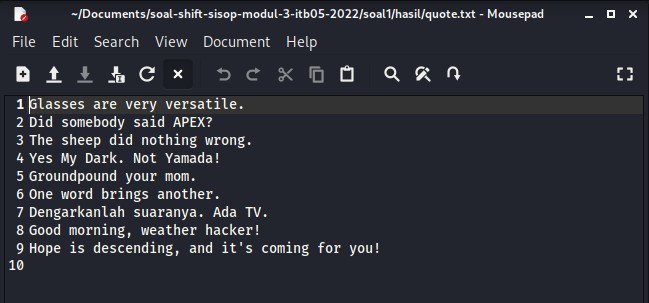 ~/Documents/soal-shift-sisop-modul-3-itb05-2022/soal1/hasil/quote.txt - Mousepad
File Edit Search View Document Help
1 Glasses are very versatile.
2 Did somebody said APEX?
3 The sheep did nothing wrong.
4 Yes My Dark. Not Yamada!
5 Groundpound your mom.
6 One word brings another.
7 Dengarkanlah suaranya. Ada TV.
8 Good morning, weather hacker!
9 Hope is descending, and it's coming for you!
10